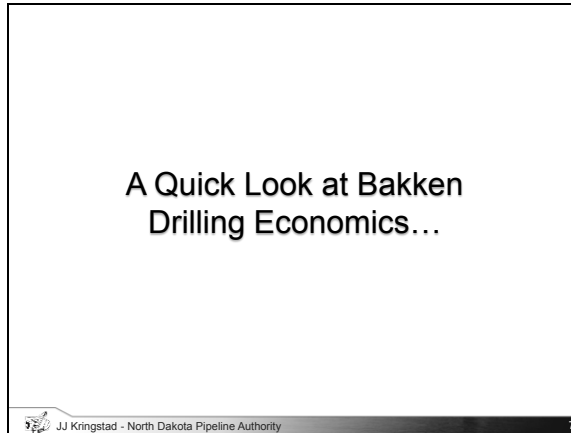 A Quick Look at Bakken
Drilling Economics…
JJ Kringstad - North Dakota Pipeline Authority